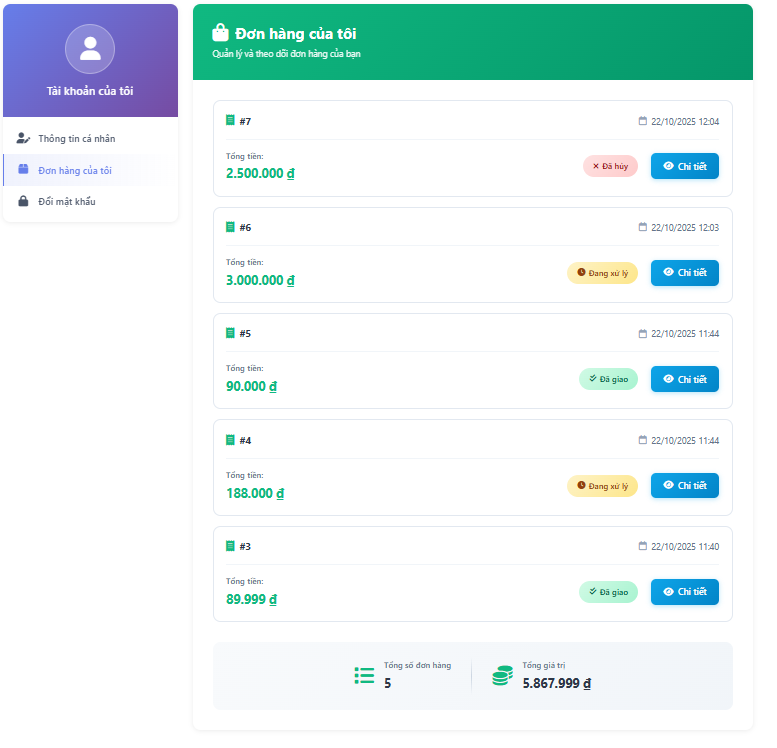 Tài khoản của tôi
Thông tin cá nhân
Đơn hàng của tôi
Đổi mật khẩu
Đơn hàng của tôi
Quản lý và theo dõi đơn hàng của bạn
#7
22/10/2025 12:04
Tổng tiền:
2.500.000 ₫
Đã hủy
Chi tiết
#6
22/10/2025 12:03
Tổng tiền:
3.000.000 ₫
Đang xử lý
Chi tiết
#5
22/10/2025 11:44
Tổng tiền:
90.000 ₫
Đã giao
Chi tiết
#4
22/10/2025 11:44
Tổng tiền:
188.000 ₫
Đang xử lý
Chi tiết
#3
22/10/2025 11:40
Tổng tiền:
89.999 ₫
Đã giao
Chi tiết
Tổng số đơn hàng
5
Tổng giá trị
5.867.999 ₫